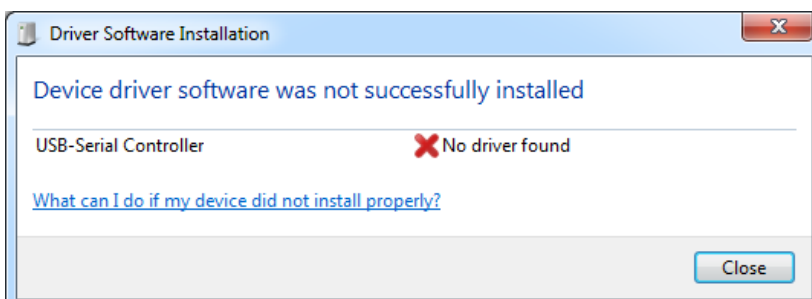 Driver Software Installation
Device driver software was not successfully installed
USB-Serial Controller No driver found
What can I do if my device did not install properly?
Close